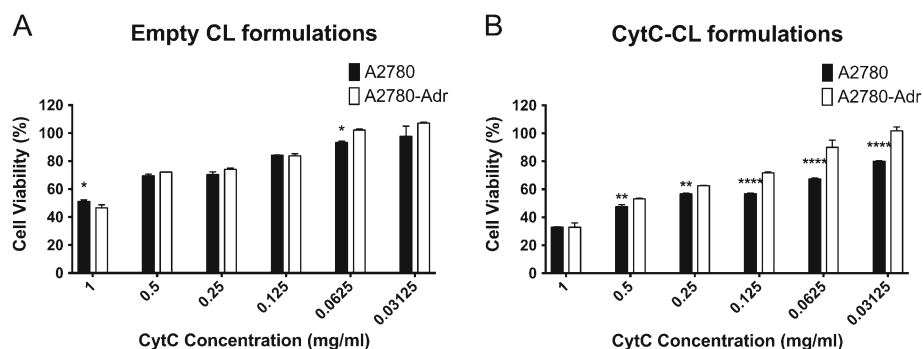 A
Empty CL formulations
A2780
A2780-Adr
Cell Viability (%)
120
100
80
60
40
20
0
*
*
1
0.5
0.25
0.125
0.0625
0.03125
CytC Concentration (mg/ml)
B
CytC-CL formulations
A2780
A2780-Adr
Cell Viability (%)
120
100
80
60
40
20
0
**
**
****
****
****
1
0.5
0.25
0.125
0.0625
0.03125
CytC Concentration (mg/ml)